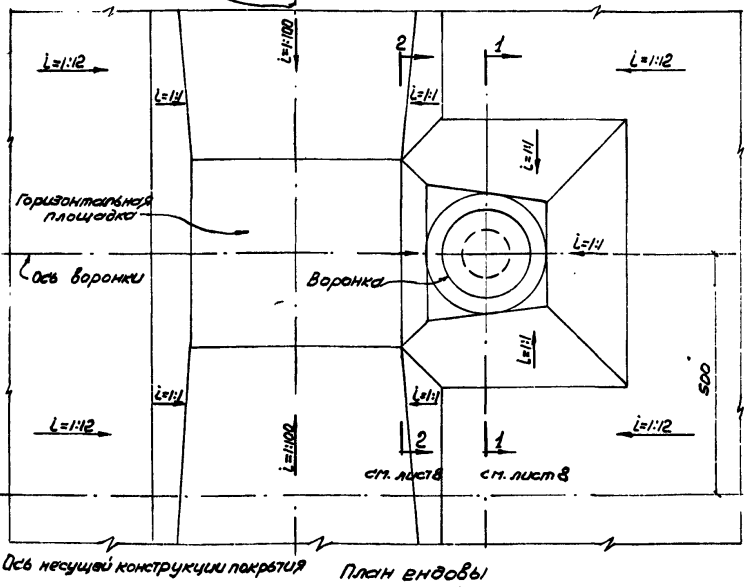 i=1:12
i=1:100
2
1
i=1:12
i=1:1
i=1:1
i=1:1
Горизонтальная
площадка
i=1:1
Ось воронки
Воронка
i=1:1
500
i=1:1
i=1:1
i=1:12
i=1:100
2
1
i=1:12
см. лист 8
см. лист 8
Ось несущей конструкции покрытия
План ендовы